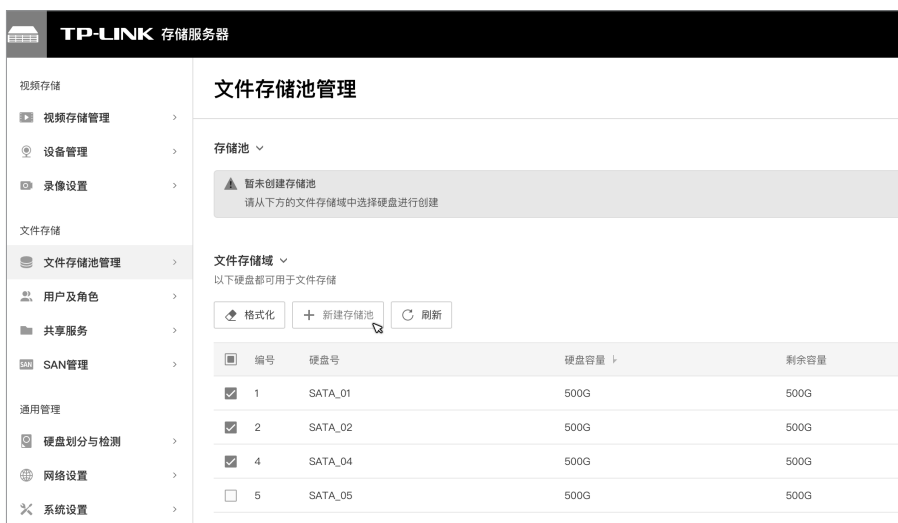 TP-LINK 存储服务器
视频存储
视频存储管理
设备管理
录像设置
文件存储
文件存储池管理
用户及角色
共享服务
SAN SAN管理
通用管理
硬盘划分与检测
网络设置
系统设置
文件存储池管理
存储池
暂未创建存储池
请从下方的文件存储域中选择硬盘进行创建
文件存储域
以下硬盘都可用于文件存储
格式化 新建存储池 刷新
编号 硬盘号 硬盘容量 剩余容量
1 SATA_01 500G 500G
2 SATA_02 500G 500G
4 SATA_04 500G 500G
5 SATA_05 500G 500G